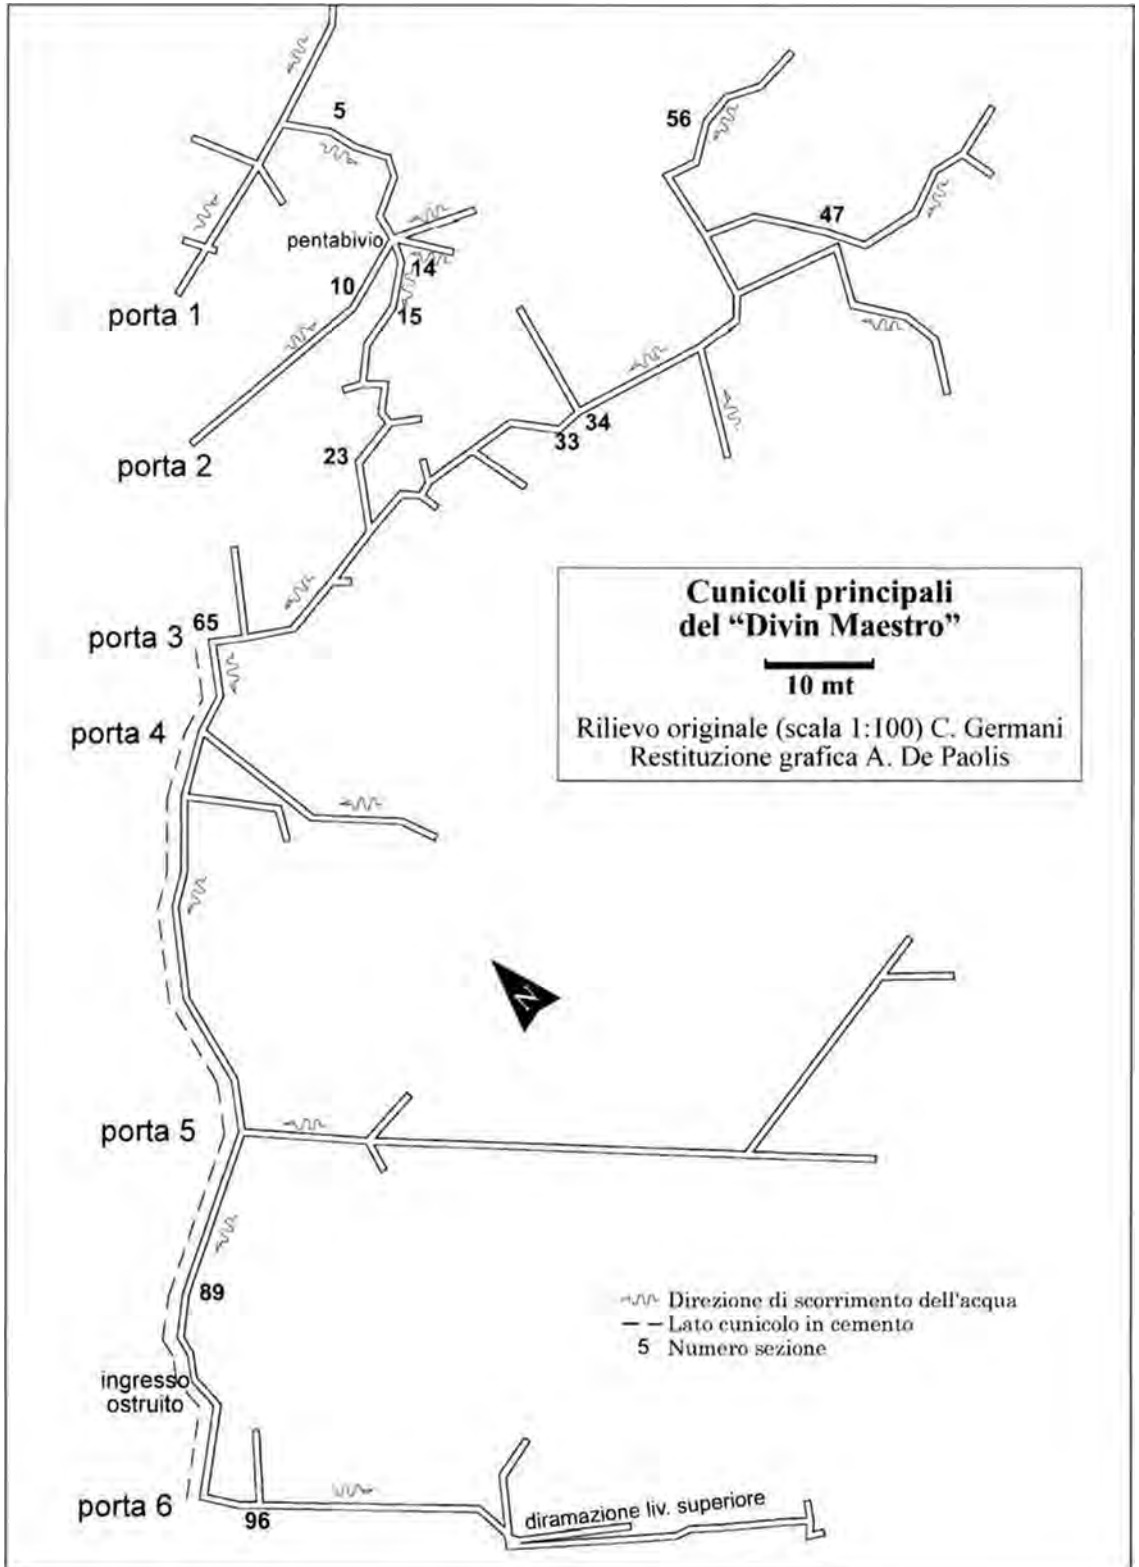 5
56
47
pentabivio
14
10
15
porta 1
34
33
23
porta 2
Cunicoli principali
del “Divin Maestro”
10 mt
Rilievo originale (scala 1:100) C. Germani
Restituzione grafica A. De Paolis
65
porta 3
porta 4
N
porta 5
89
Direzione di scorrimento dell'acqua
Lato cunicolo in cemento
5 Numero sezione
ingresso
ostruito
porta 6
96
diramazione liv. superiore